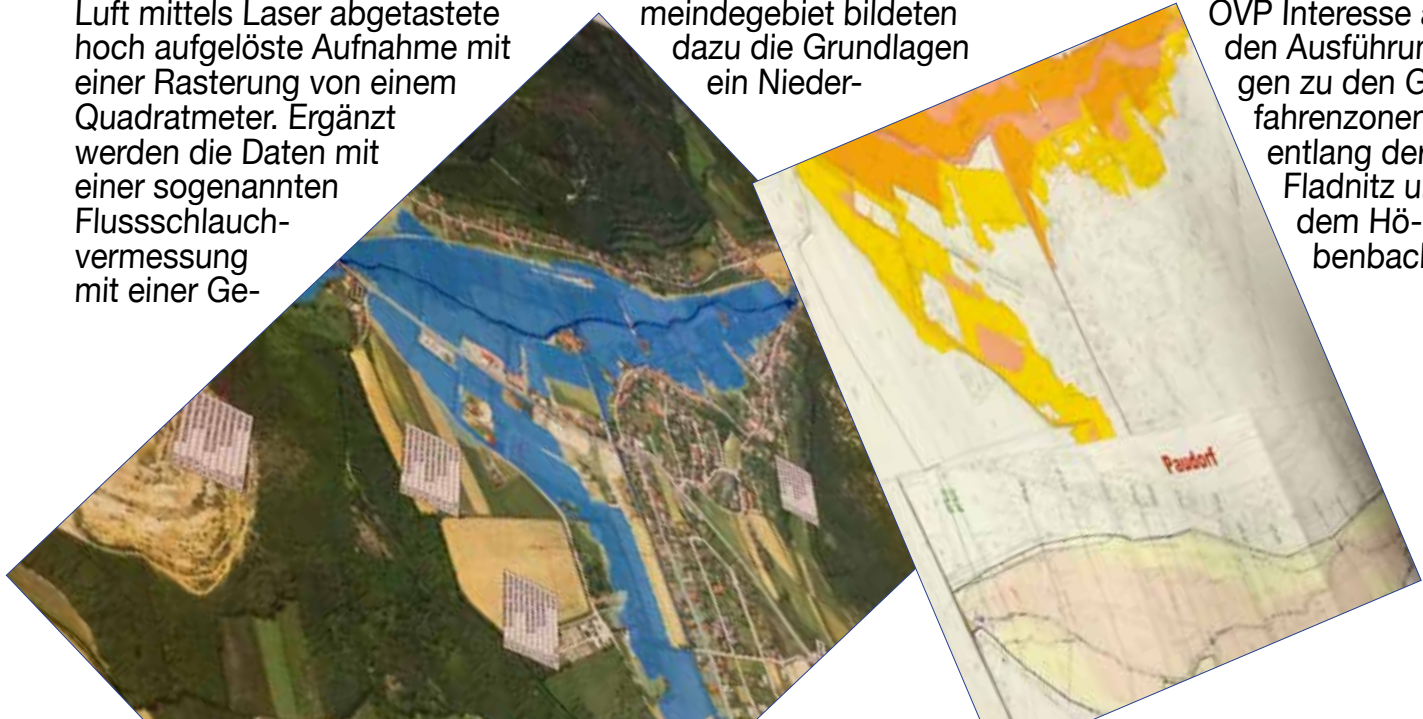 Luft mittels Laser abgetastete
hoch aufgelöste Aufnahme mit
einer Rasterung von einem
Quadratmeter. Ergänzt
werden die Daten mit
einer sogenannten
Flussschlauch-
vermessung
mit einer Ge-
meindegebiet bildeten
dazu die Grundlagen
ein Nieder-
ÖVP Interesse
den Ausführun
gen zu den G
fahrenzonen
entlang der
Fladnitz u
dem Hö-
benbach
Paudorf